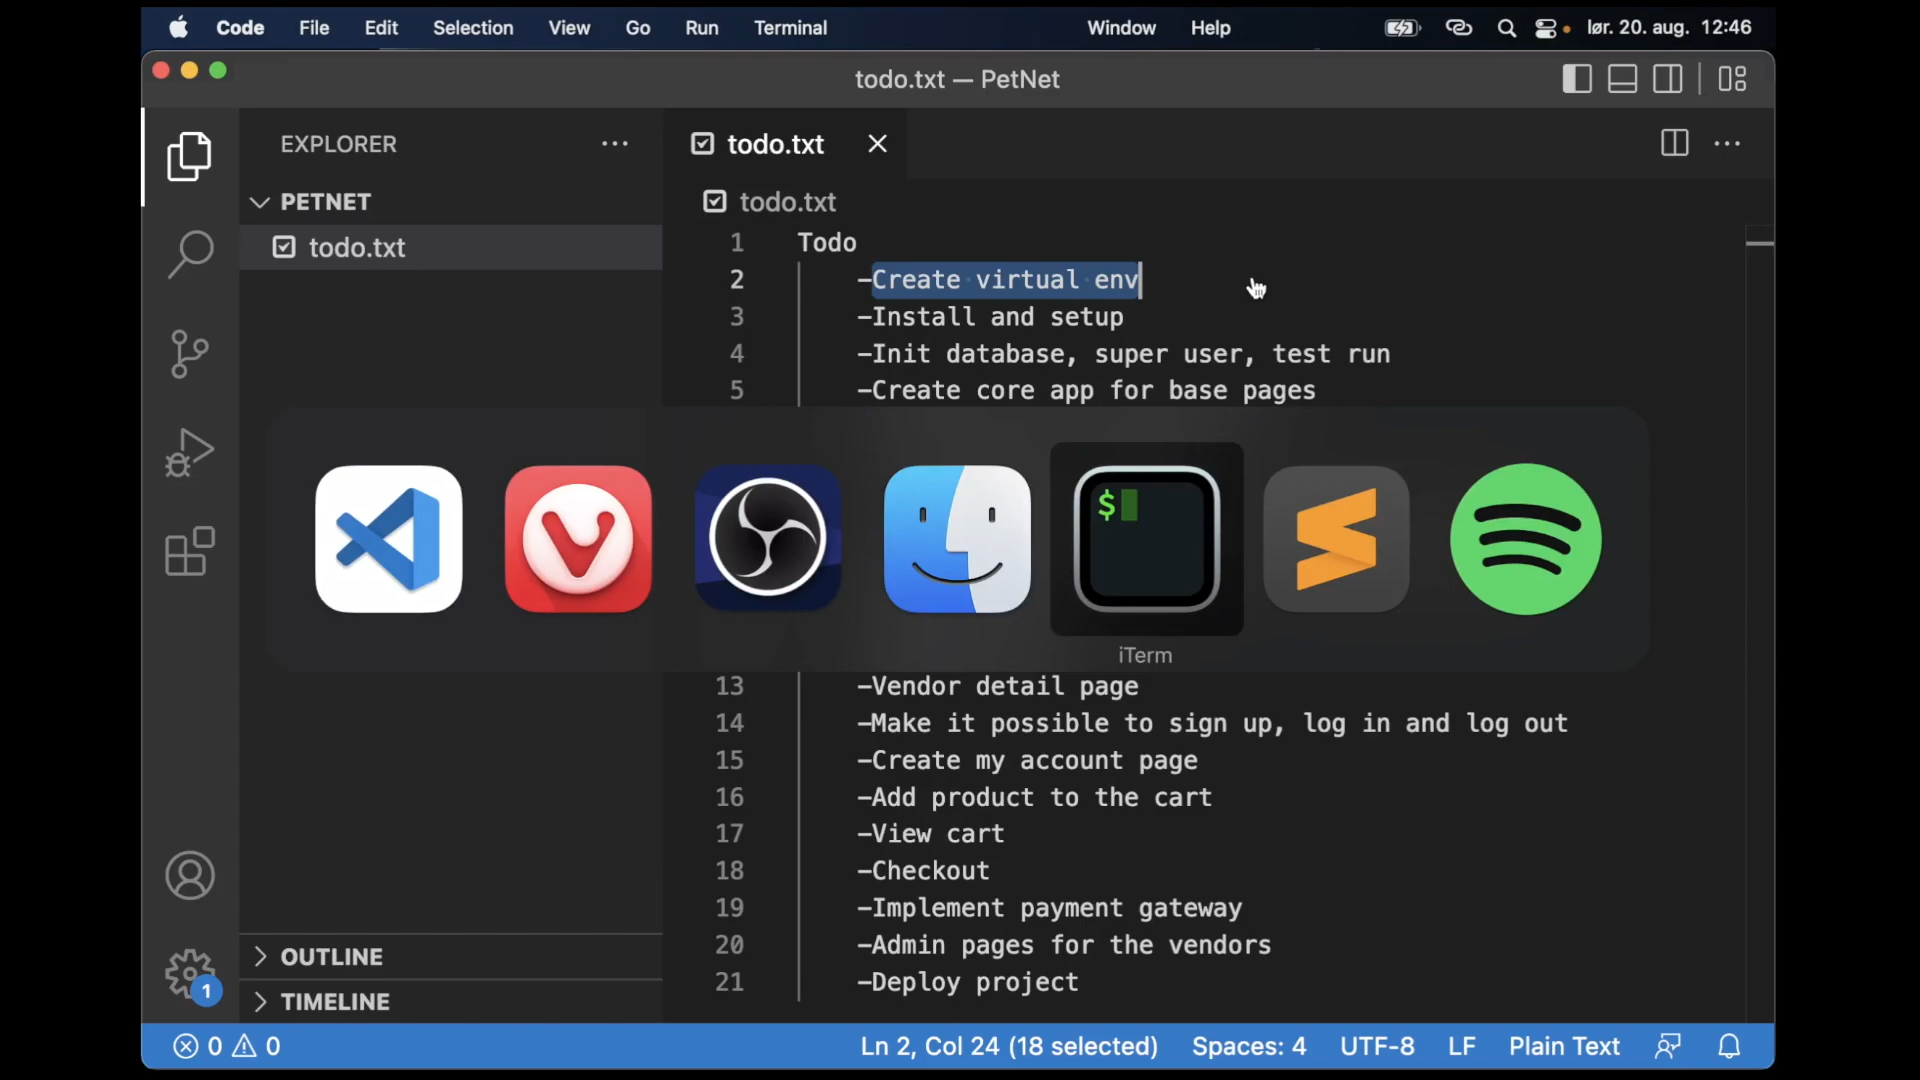 Code File Edit Selection View Go Run Terminal Window Help lør. 20. aug. 12:46
todo.txt — PetNet
EXPLORER
PETNET
todo.txt
todo.txt
todo.txt
1 Todo
2 -Create virtual env
3 -Install and setup
4 -Init database, super user, test run
5 -Create core app for base pages
$
iTerm
13 -Vendor detail page
14 -Make it possible to sign up, log in and log out
15 -Create my account page
16 -Add product to the cart
17 -View cart
18 -Checkout
19 -Implement payment gateway
20 -Admin pages for the vendors
21 -Deploy project
1
OUTLINE
TIMELINE
0 0 Ln 2, Col 24 (18 selected) Spaces: 4 UTF-8 LF Plain Text